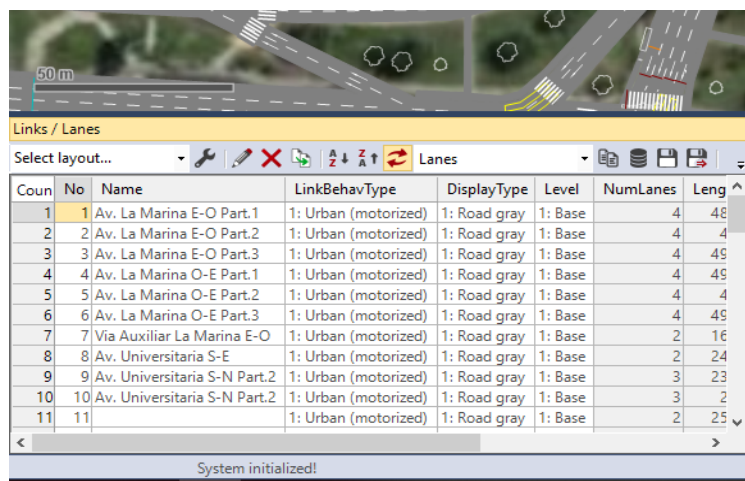 50 m
Links / Lanes
Select layout... Lanes
Coun No Name LinkBehavType DisplayType Level NumLanes Leng
1 1 Av. La Marina E-O Part.1 1: Urban (motorized) 1: Road gray 1: Base 4 48
2 2 Av. La Marina E-O Part.2 1: Urban (motorized) 1: Road gray 1: Base 4 4
3 3 Av. La Marina E-O Part.3 1: Urban (motorized) 1: Road gray 1: Base 4 49
4 4 Av. La Marina O-E Part.1 1: Urban (motorized) 1: Road gray 1: Base 4 49
5 5 Av. La Marina O-E Part.2 1: Urban (motorized) 1: Road gray 1: Base 4 4
6 6 Av. La Marina O-E Part.3 1: Urban (motorized) 1: Road gray 1: Base 4 49
7 7 Via Auxiliar La Marina E-O 1: Urban (motorized) 1: Road gray 1: Base 2 16
8 8 Av. Universitaria S-E 1: Urban (motorized) 1: Road gray 1: Base 2 24
9 9 Av. Universitaria S-N Part.2 1: Urban (motorized) 1: Road gray 1: Base 3 23
10 10 Av. Universitaria S-N Part.2 1: Urban (motorized) 1: Road gray 1: Base 3 2
11 11 1: Urban (motorized) 1: Road gray 1: Base 2 25
System initialized!